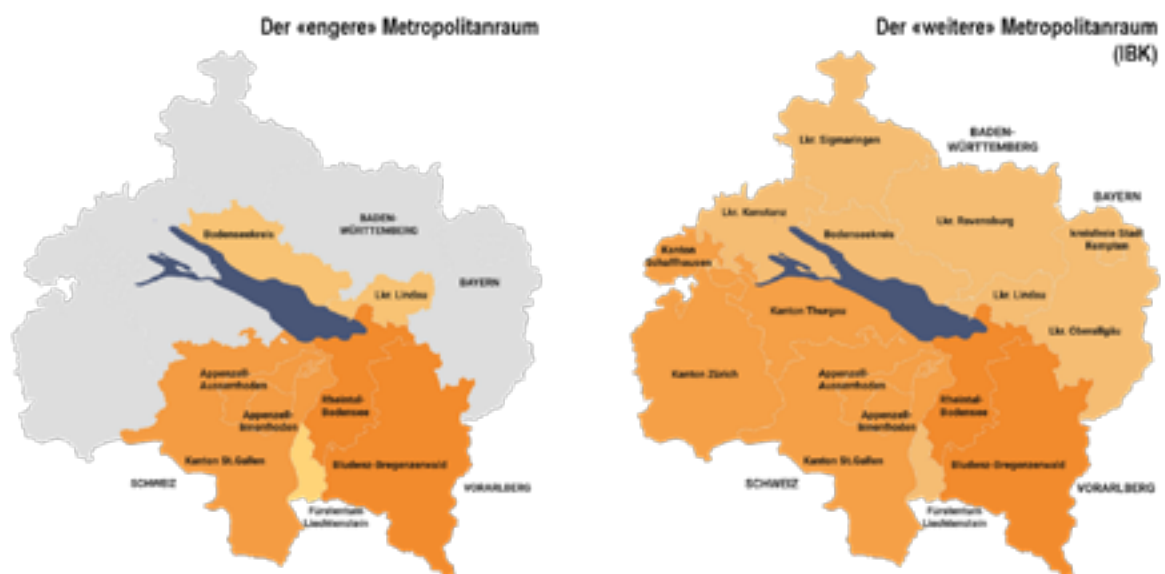 Der «engere» Metropolitanraum
BADEN-
WÜRTTEMBERG
Bodenseekreis
BAYERN
Lkr. Lindau
Appenzell-
Ausserrhoden
Rheintal-
Bodensee
Appenzell-
Innerrhoden
Kanton St.Gallen
Bludenz-Bregenzerwald
SCHWEIZ
VORARLBERG
Fürstentum
Liechtenstein
Der «weitere» Metropolitanraum
(IBK)
Lkr. Sigmaringen
BADEN-
WÜRTTEMBERG
BAYERN
Lkr. Konstanz
Lkr. Ravensburg
Bodenseekreis
kreisfreie Stadt
Kempten
Kanton
Schaffhausen
Lkr. Lindau
Kanton Thurgau
Lkr. Oberallgäu
Kanton Zürich
Appenzell-
Ausserrhoden
Rheintal-
Bodensee
Appenzell-
Innerrhoden
Kanton St.Gallen
Bludenz-Bregenzerwald
SCHWEIZ
VORARLBERG
Fürstentum
Liechtenstein